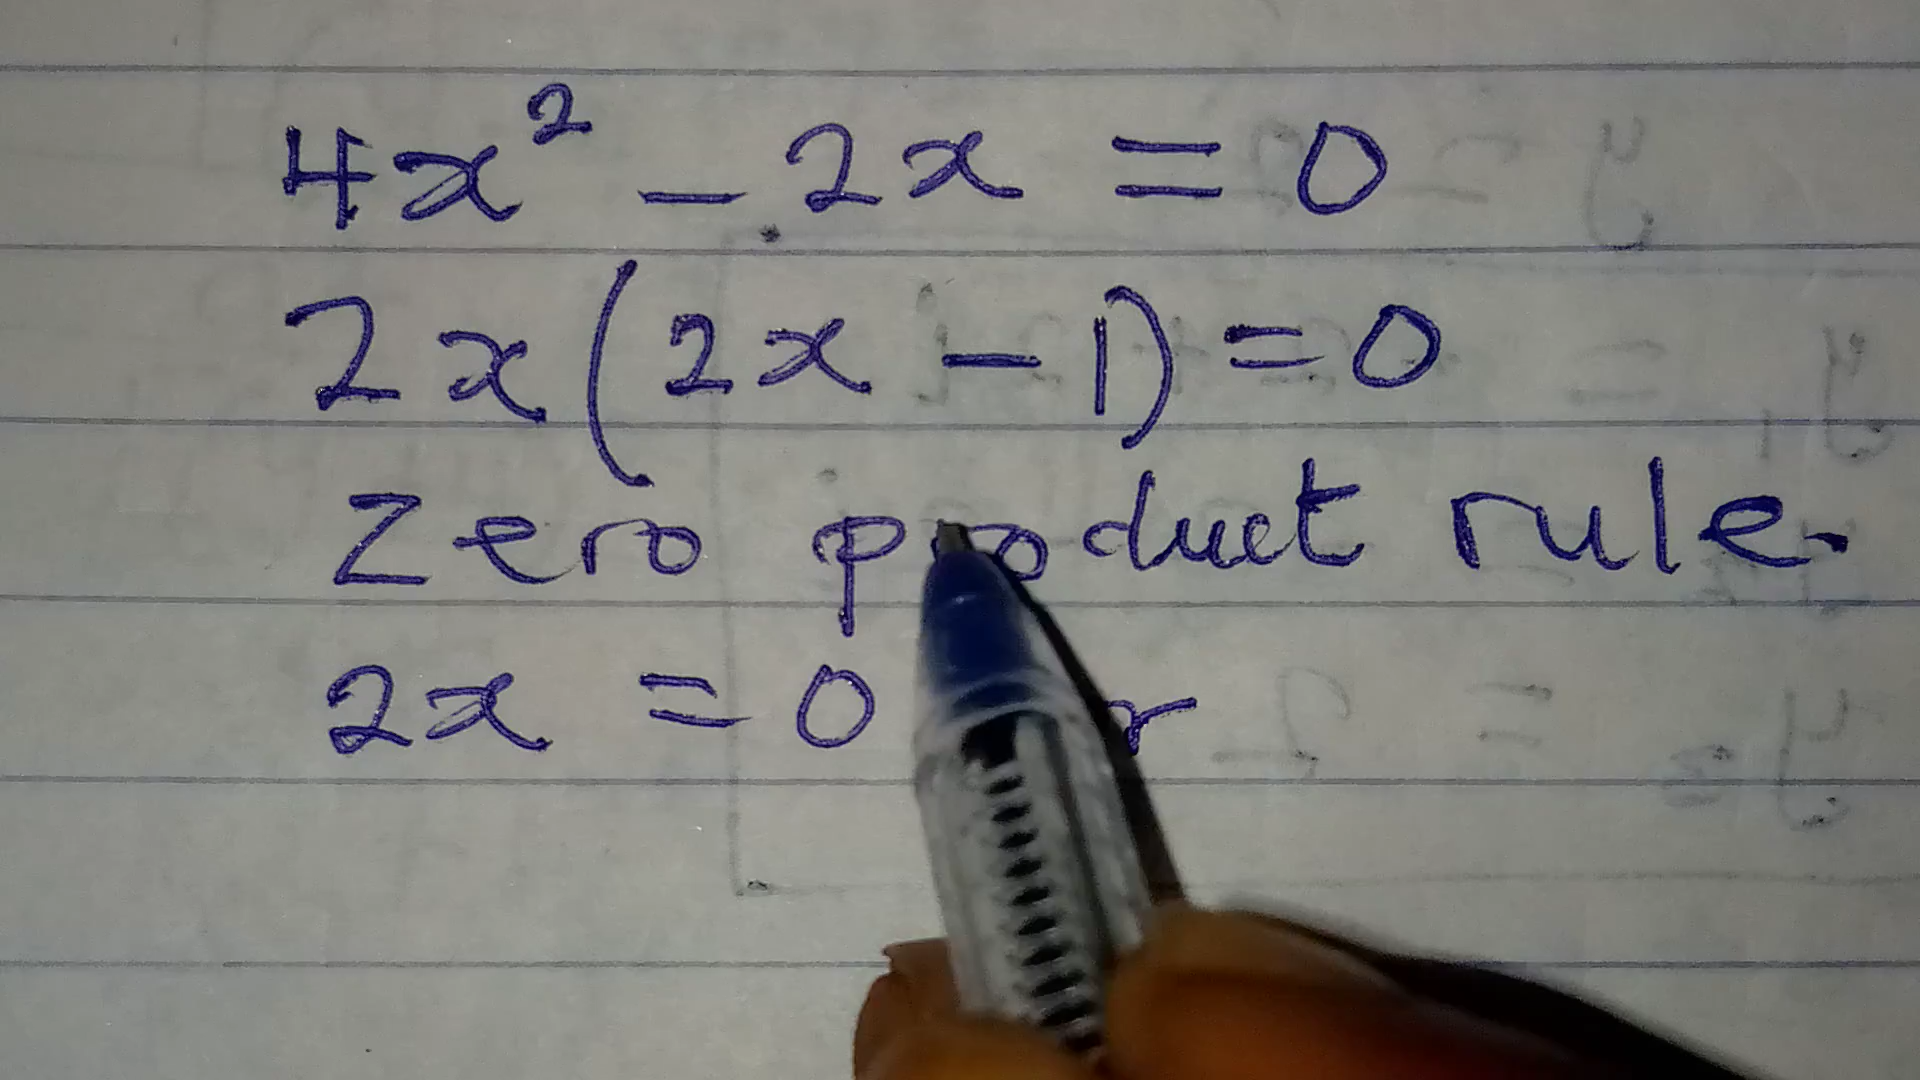 4x² - 2x = 0
2x(2x - 1) = 0
Zero product rule.
2x = 0